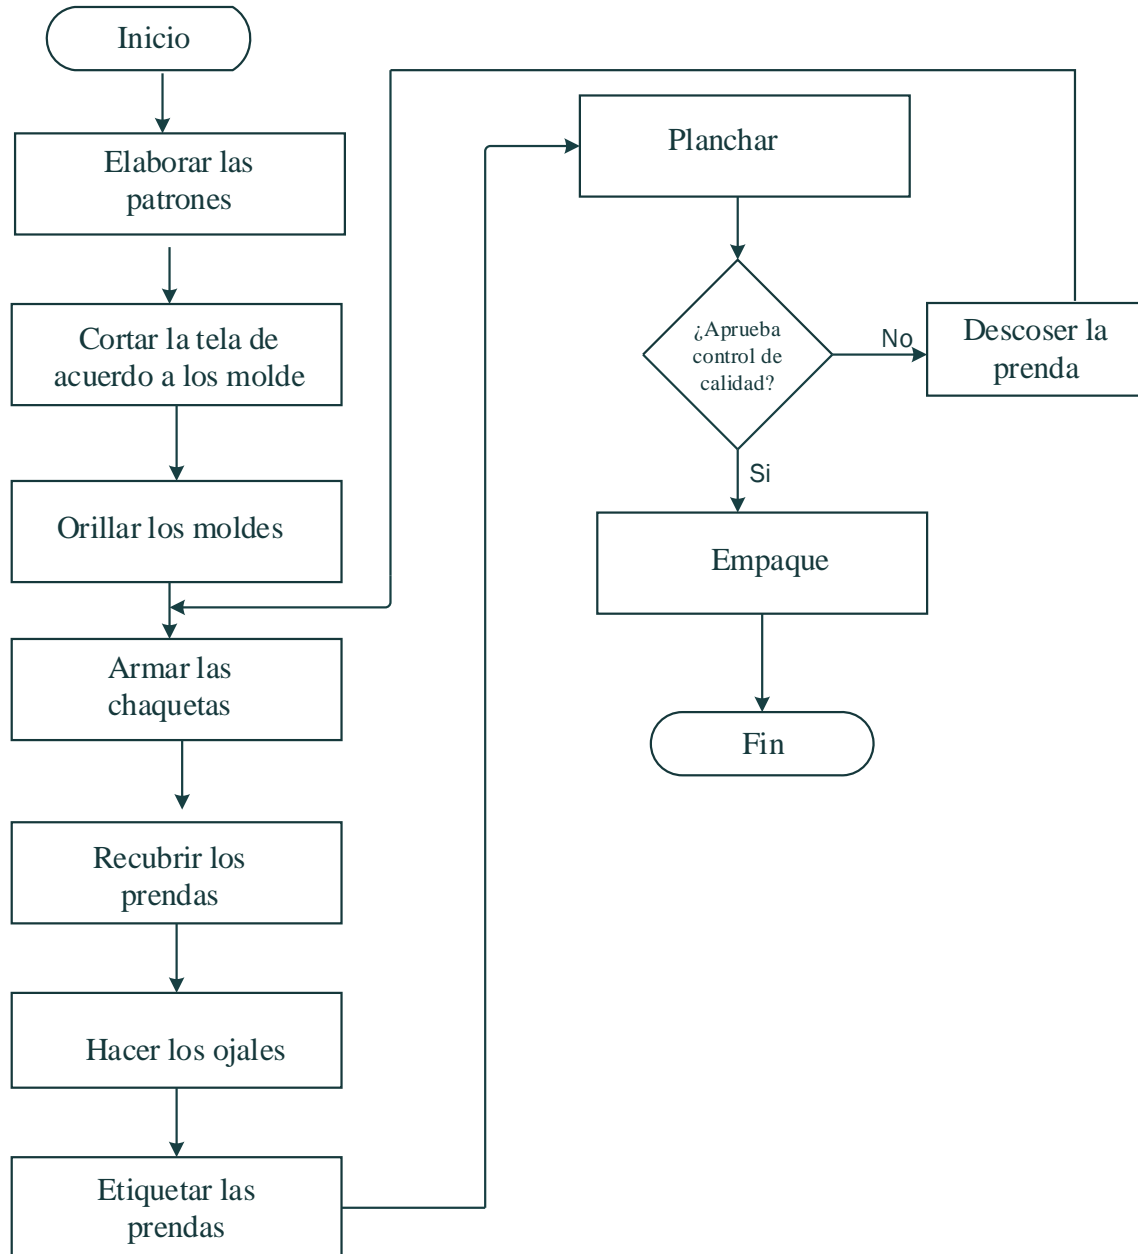 Inicio
Elaborar las
patrones
Cortar la tela de
acuerdo a los molde
Orillar los moldes
Armar las
chaquetas
Recubrir los
prendas
Hacer los ojales
Etiquetar las
prendas
Planchar
¿Aprueba
control de
calidad?
No
Descoser la
prenda
Si
Empaque
Fin